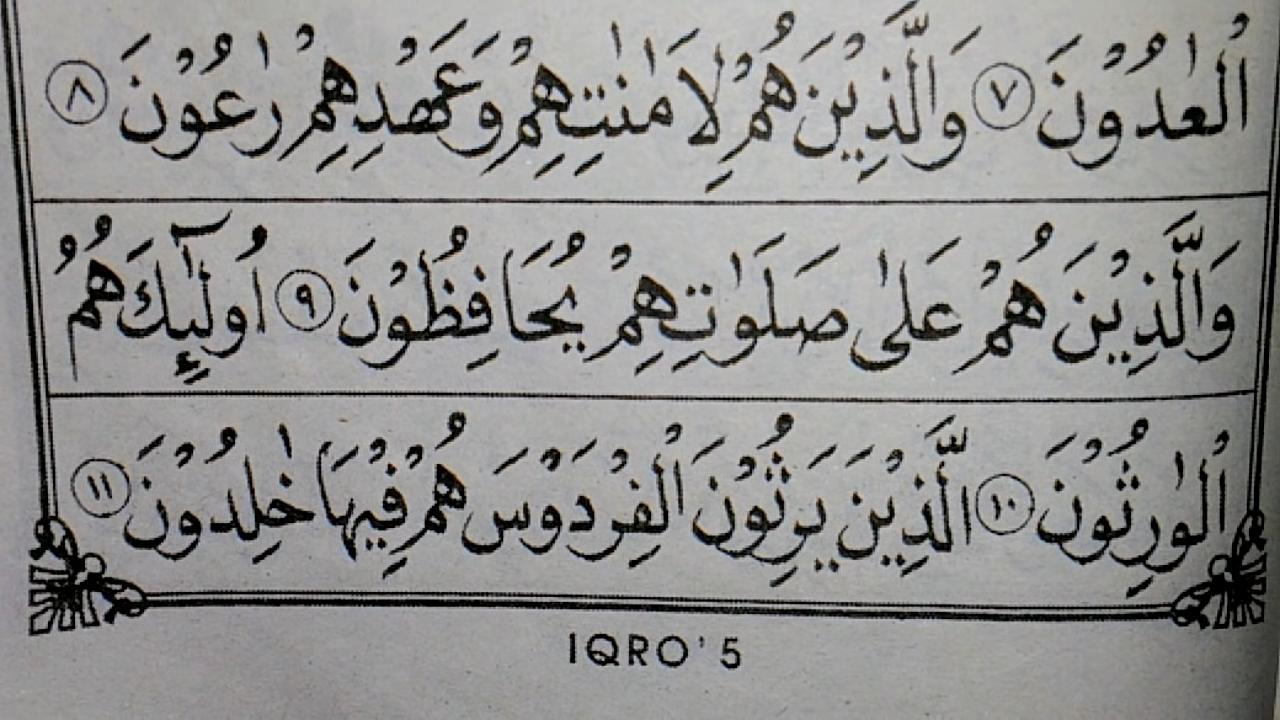 الْعٰدُوْنَ ﴿٧﴾ وَالَّذِيْنَ هُمْ لِاَمٰنٰتِهِمْ وَعَهْدِهِمْ رٰعُوْنَ ﴿٨﴾
وَالَّذِيْنَ هُمْ عَلٰى صَلَوٰتِهِمْ يُحَافِظُوْنَ ﴿٩﴾ اُولٰٓئِكَ هُمُ
الْوٰرِثُوْنَ ﴿١٠﴾ الَّذِيْنَ يَرِثُوْنَ الْفِرْدَوْسَ هُمْ فِيْهَا خٰلِدُوْنَ ﴿١١﴾
IQRO' 5